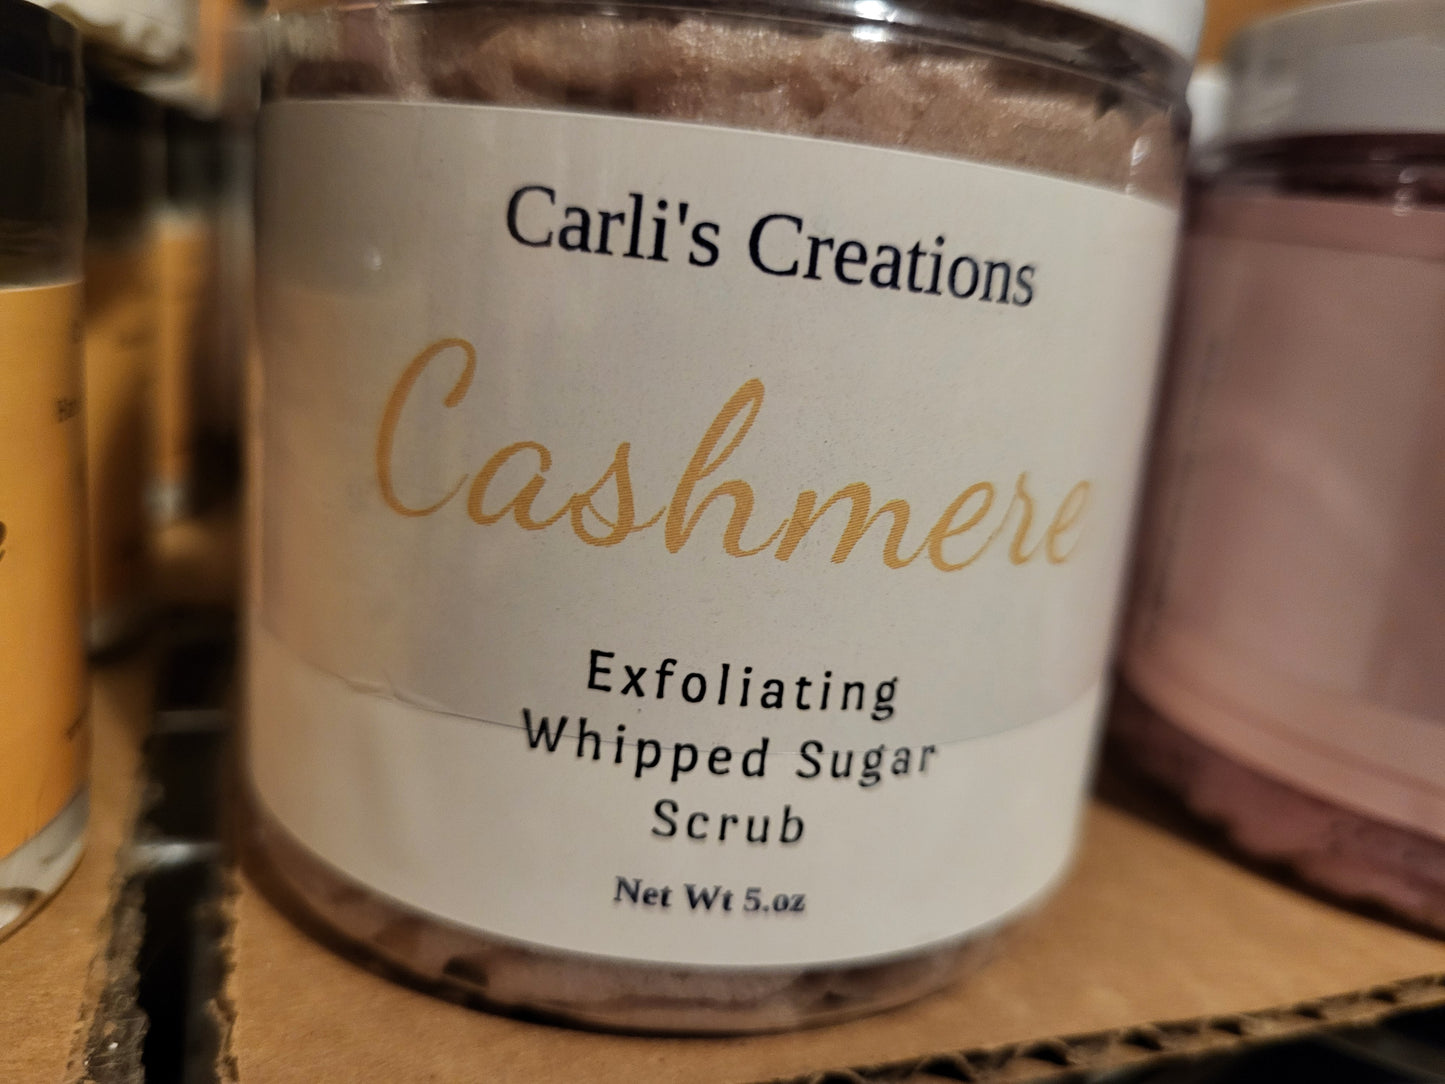 Carli's Creations
Cashmere
Exfoliating
Whipped Sugar
Scrub
Net Wt 5.oz